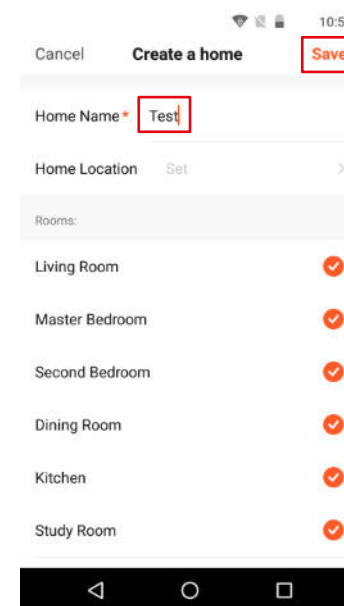 10:5
Cancel Create a home Save
Home Name* Test
Home Location Set
Rooms:
Living Room
Master Bedroom
Second Bedroom
Dining Room
Kitchen
Study Room